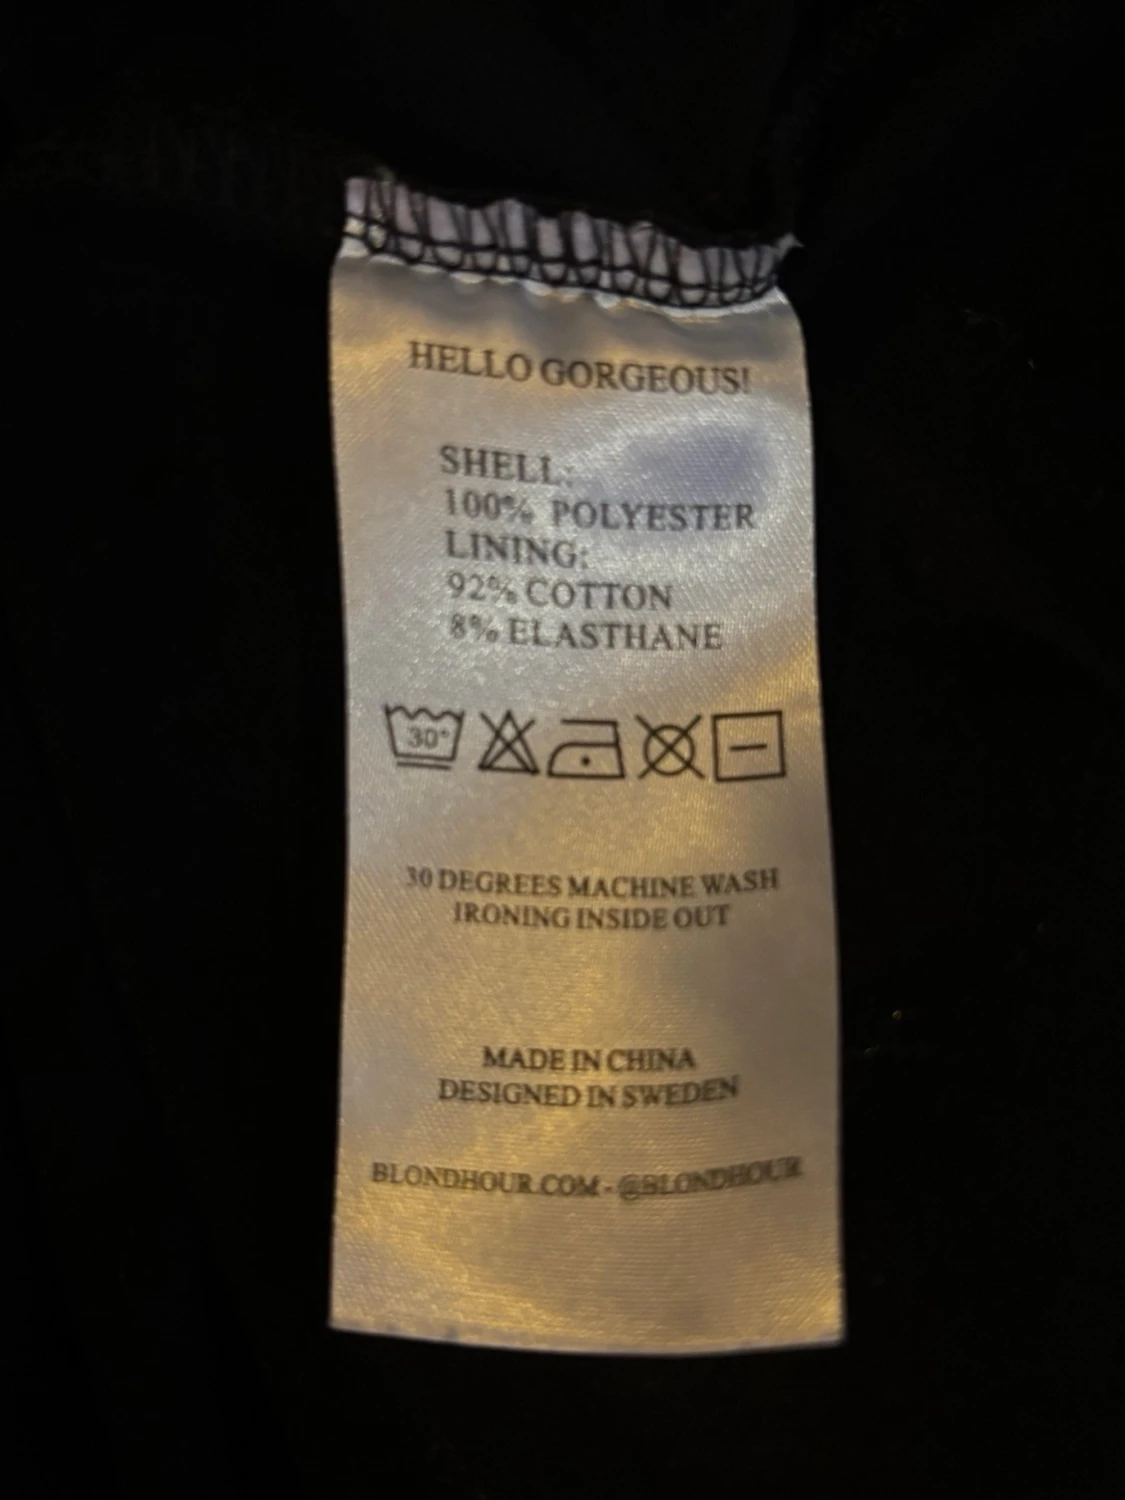 HELLO GORGEOUS!
SHELL:
100% POLYESTER
LINING:
92% COTTON
8% ELASTHANE
30°
30 DEGREES MACHINE WASH
IRONING INSIDE OUT
MADE IN CHINA
DESIGNED IN SWEDEN
BLONDHOUR.COM - @BLONDHOUR